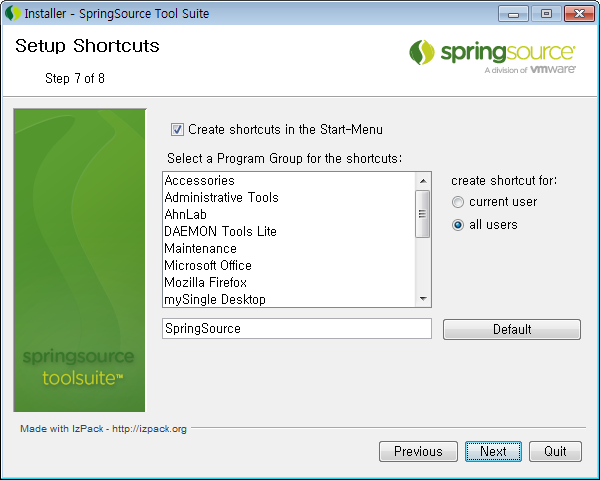 Installer - SpringSource Tool Suite
Setup Shortcuts
Step 7 of 8
springsource
A division of vmware
Create shortcuts in the Start-Menu
Select a Program Group for the shortcuts:
Accessories
Administrative Tools
AhnLab
DAEMON Tools Lite
Maintenance
Microsoft Office
Mozilla Firefox
mySingle Desktop
create shortcut for:
current user
all users
SpringSource
Default
springsource
toolsuite™
Made with IzPack - http://izpack.org
Previous
Next
Quit